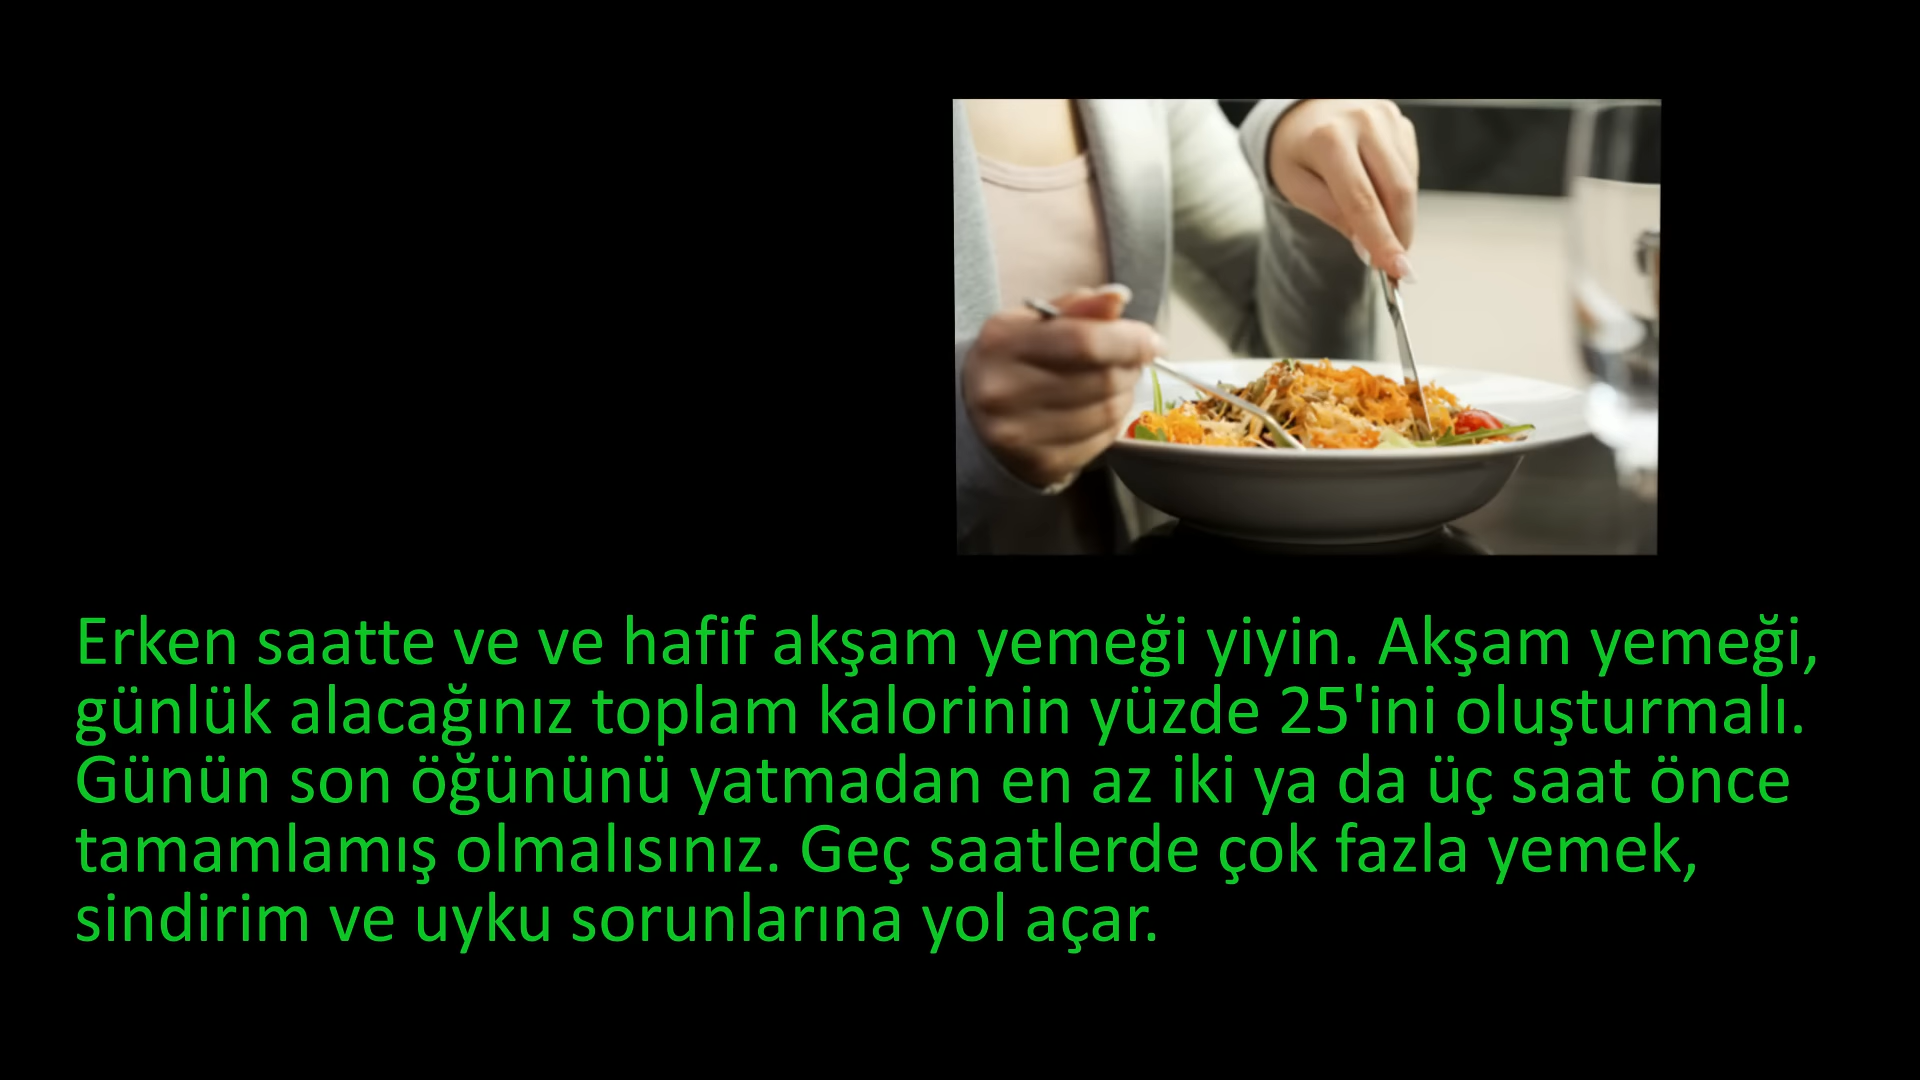 Erken saatte ve ve hafif akşam yemeği yiyin. Akşam yemeği,
günlük alacağınız toplam kalorinin yüzde 25'ini oluşturmalı.
Günün son öğününü yatmadan en az iki ya da üç saat önce
tamamlamış olmalısınız. Geç saatlerde çok fazla yemek,
sindirim ve uyku sorunlarına yol açar.